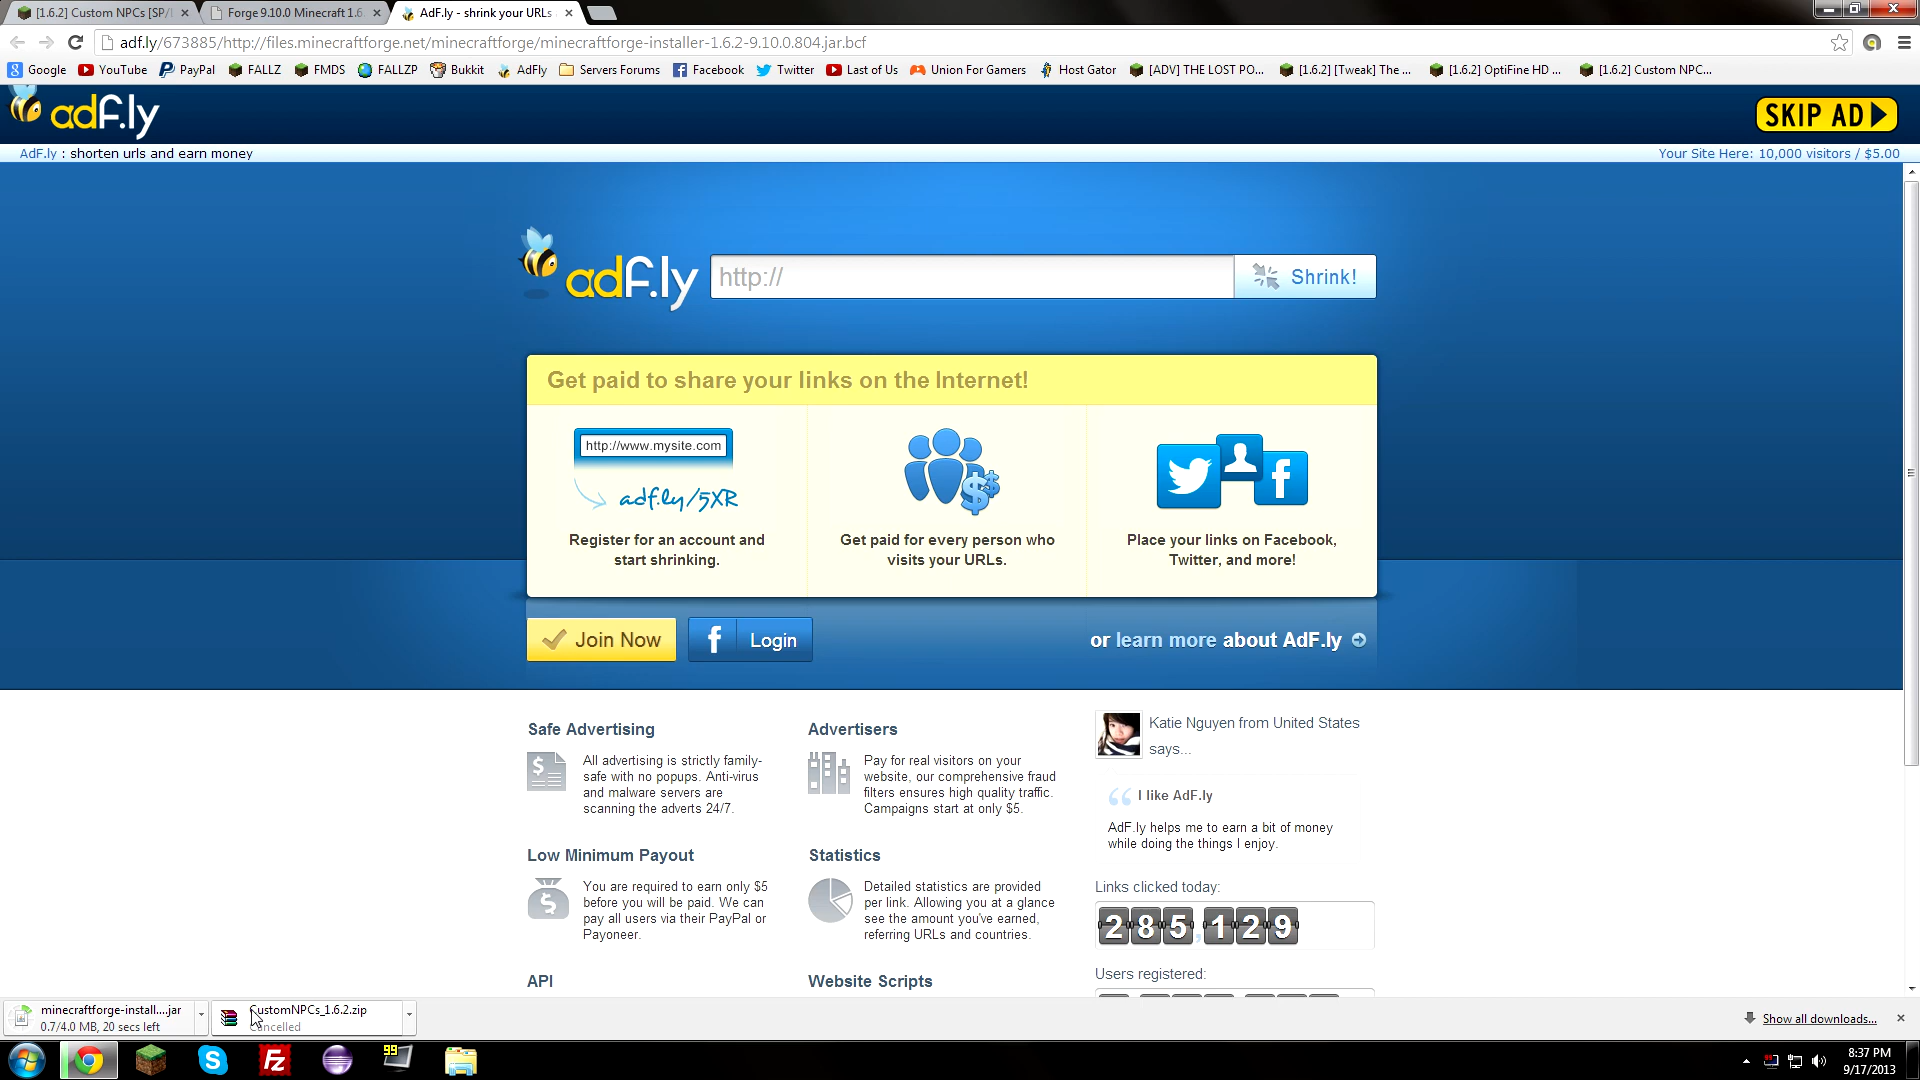 [1.6.2] Custom NPCs [SP/
Forge 9.10.0 Minecraft 1.6.
AdF.ly - shrink your URLs
adf.ly/673885/http://files.minecraftforge.net/minecraftforge/minecraftforge-installer-1.6.2-9.10.0.804.jar.bcf
Google YouTube PayPal FALLZ FMDS FALLZP Bukkit AdFly Servers Forums Facebook Twitter Last of Us Union For Gamers Host Gator [ADV] THE LOST PO... [1.6.2] [Tweak] The ... [1.6.2] OptiFine HD ... [1.6.2] Custom NPC...
adf.ly
SKIP AD
AdF.ly : shorten urls and earn money
Your Site Here: 10,000 visitors / $5.00
adf.ly
http://
Shrink!
Get paid to share your links on the Internet!
http://www.mysite.com
adf.ly/5XR
Register for an account and
start shrinking.
Get paid for every person who
visits your URLs.
Place your links on Facebook,
Twitter, and more!
Join Now
Login
or learn more about AdF.ly
Safe Advertising
All advertising is strictly family-
safe with no popups. Anti-virus
and malware servers are
scanning the adverts 24/7.
Advertisers
Pay for real visitors on your
website, our comprehensive fraud
filters ensures high quality traffic.
Campaigns start at only $5.
Katie Nguyen from United States
says...
I like AdF.ly
AdF.ly helps me to earn a bit of money
while doing the things I enjoy.
Low Minimum Payout
You are required to earn only $5
before you will be paid. We can
pay all users via their PayPal or
Payoneer.
Statistics
Detailed statistics are provided
per link. Allowing you at a glance
see the amount you've earned,
referring URLs and countries.
Links clicked today:
285,129
Users registered:
API
Website Scripts
minecraftforge-install....jar
0.7/4.0 MB, 20 secs left
CustomNPCs_1.6.2.zip
Cancelled
Show all downloads...
99
8:37 PM
9/17/2013